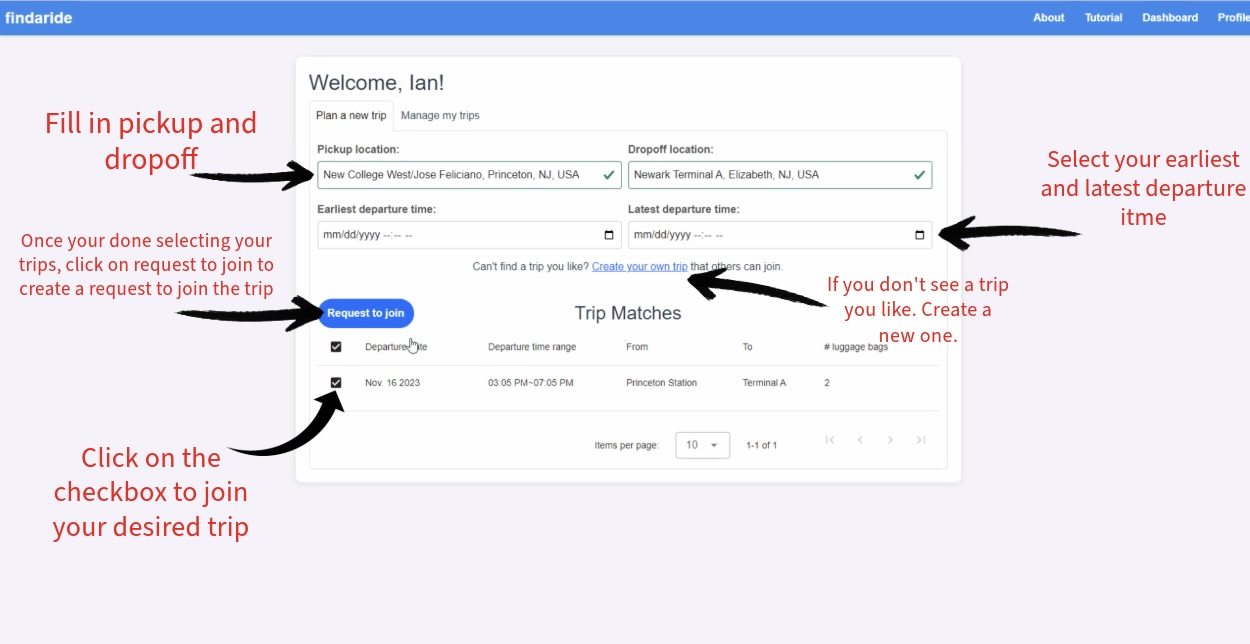 findaride
About Tutorial Dashboard Profile
Welcome, Ian!
Plan a new trip Manage my trips
Fill in pickup and
dropoff
Pickup location: Dropoff location:
New College West/Jose Feliciano, Princeton, NJ, USA Newark Terminal A, Elizabeth, NJ, USA
Select your earliest
and latest departure
itme
Earliest departure time: Latest departure time:
mm/dd/yyyy --:-- -- mm/dd/yyyy --:-- --
Once your done selecting your
trips, click on request to join to
create a request to join the trip
Can't find a trip you like? Create your own trip that others can join.
If you don't see a trip
you like. Create a
new one.
Request to join Trip Matches
Departure date Departure time range From To # luggage bags
Nov. 16 2023 03:05 PM~07:05 PM Princeton Station Terminal A 2
Items per page: 10 1-1 of 1
Click on the
checkbox to join
your desired trip